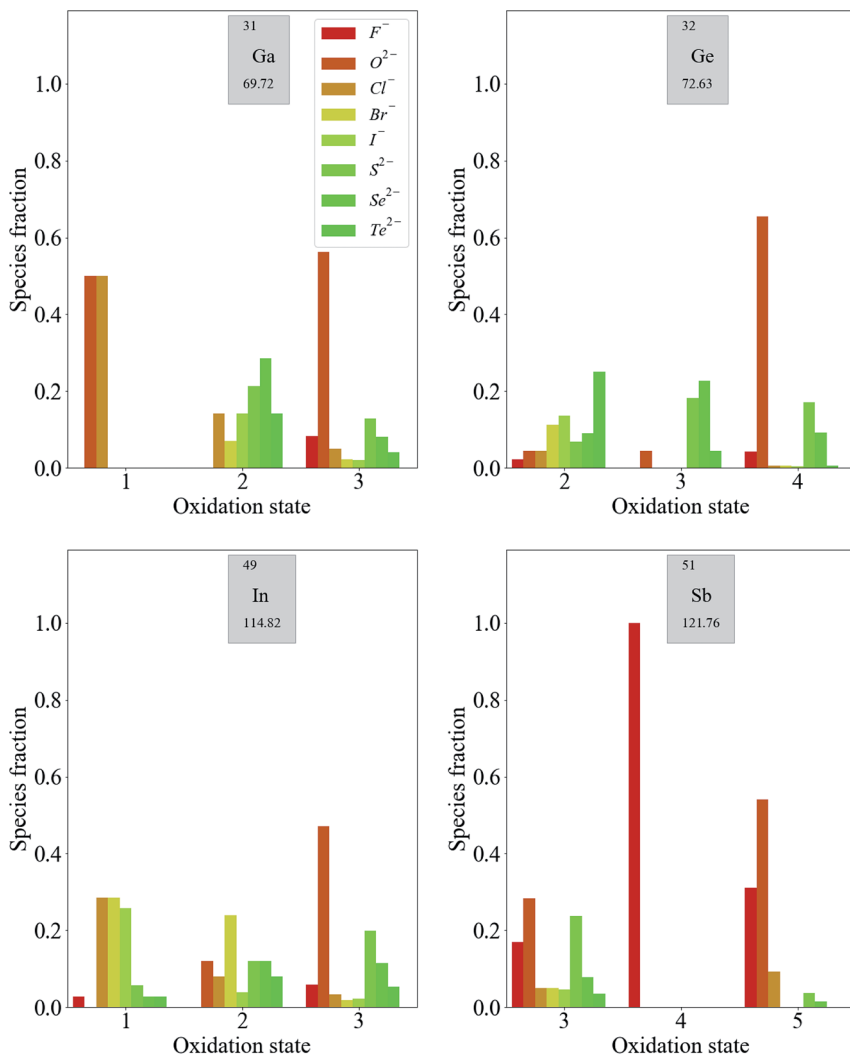 31
Ga
69.72
F⁻
O²⁻
Cl⁻
Br⁻
I⁻
S²⁻
Se²⁻
Te²⁻
Species fraction
1.0
0.8
0.6
0.4
0.2
0.0
1 2 3
Oxidation state
32
Ge
72.63
Species fraction
1.0
0.8
0.6
0.4
0.2
0.0
2 3 4
Oxidation state
49
In
114.82
Species fraction
1.0
0.8
0.6
0.4
0.2
0.0
1 2 3
Oxidation state
51
Sb
121.76
Species fraction
1.0
0.8
0.6
0.4
0.2
0.0
3 4 5
Oxidation state